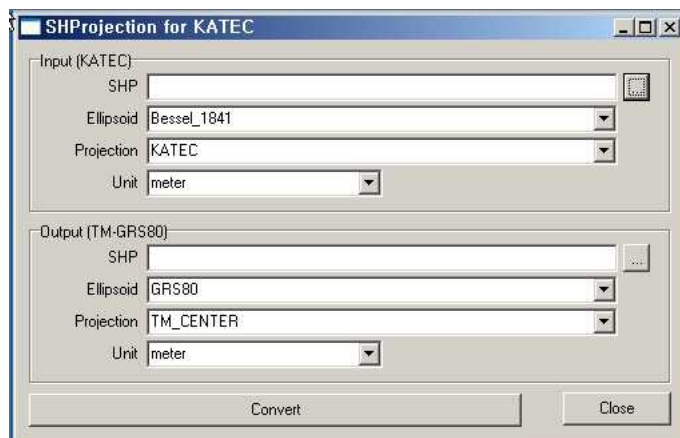 SHProjection for KATEC
Input (KATEC)
SHP
...
Ellipsoid Bessel_1841
Projection KATEC
Unit meter
Output (TM-GRS80)
SHP
...
Ellipsoid GRS80
Projection TM_CENTER
Unit meter
Convert Close